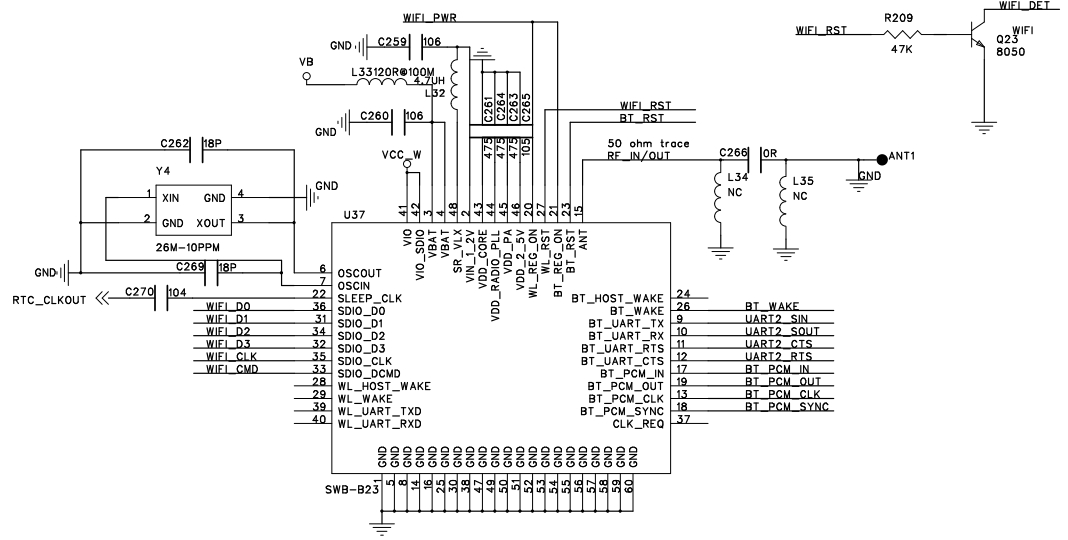 WIFI_PWR
WIFI_DET
R209
WIFI_RST
47K
Q23
WIFI
8050
GND
C259
106
VB
L33120R@100M
4.7UH
L32
C261
C264
C263
C265
475
475
475
105
GND
C260
106
WIFI_RST
BT_RST
50 ohm trace
RF_IN/OUT
C266
0R
ANT1
GND
L34
NC
L35
NC
VCC_W
C262
18P
Y4
1
XIN
GND
4
2
GND
XOUT
3
26M-10PPM
GND
GND
C269
18P
RTC_CLKOUT
C270
104
U37
41
42
3
4
48
2
43
44
45
46
20
27
21
23
15
VIO
VIO_SDIO
VBAT
VBAT
SR_VLX
VIN_1_2V
VDD_CORE
VDD_RADIO_PLL
VDD_PA
VDD_2_5V
WL_REG_ON
WL_RST
BT_REG_ON
BT_RST
ANT
6 OSCOUT
7 OSCIN
22 SLEEP_CLK
WIFI_D0 36 SDIO_D0
WIFI_D1 31 SDIO_D1
WIFI_D2 34 SDIO_D2
WIFI_D3 32 SDIO_D3
WIFI_CLK 35 SDIO_CLK
WIFI_CMD 33 SDIO_DCMD
28 WL_HOST_WAKE
29 WL_WAKE
39 WL_UART_TXD
40 WL_UART_RXD
BT_HOST_WAKE 24
BT_WAKE 26 BT_WAKE
BT_UART_TX 9 UART2_SIN
BT_UART_RX 10 UART2_SOUT
BT_UART_RTS 11 UART2_CTS
BT_UART_CTS 12 UART2_RTS
BT_PCM_IN 17 BT_PCM_IN
BT_PCM_OUT 19 BT_PCM_OUT
BT_PCM_CLK 13 BT_PCM_CLK
BT_PCM_SYNC 18 BT_PCM_SYNC
CLK_REQ 37
GND GND GND GND GND GND GND GND GND GND GND GND GND GND GND GND GND GND GND GND GND
SWB-B23
1 5 8 14 16 25 30 38 47 49 50 51 52 53 54 55 56 57 58 59 60